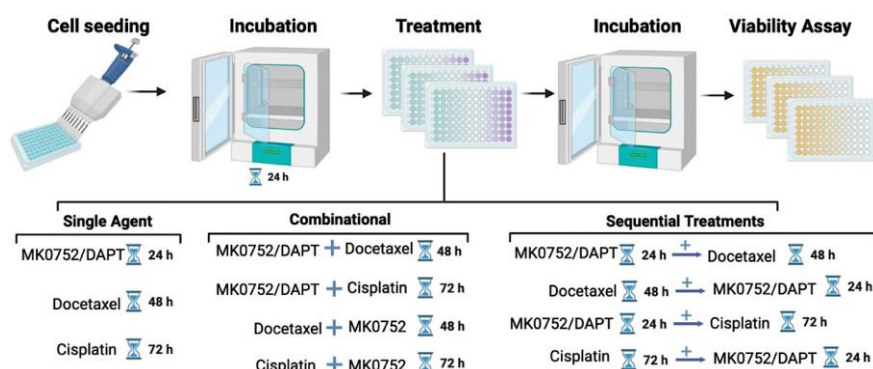 Cell seeding
Incubation
Treatment
Incubation
Viability Assay
24 h
Single Agent
MK0752/DAPT 24 h
Docetaxel 48 h
Cisplatin 72 h
Combinational
MK0752/DAPT + Docetaxel 48 h
MK0752/DAPT + Cisplatin 72 h
Docetaxel + MK0752 48 h
Cisplatin + MK0752 72 h
Sequential Treatments
MK0752/DAPT 24 h + Docetaxel 48 h
Docetaxel 48 h + MK0752/DAPT 24 h
MK0752/DAPT 24 h + Cisplatin 72 h
Cisplatin 72 h + MK0752/DAPT 24 h